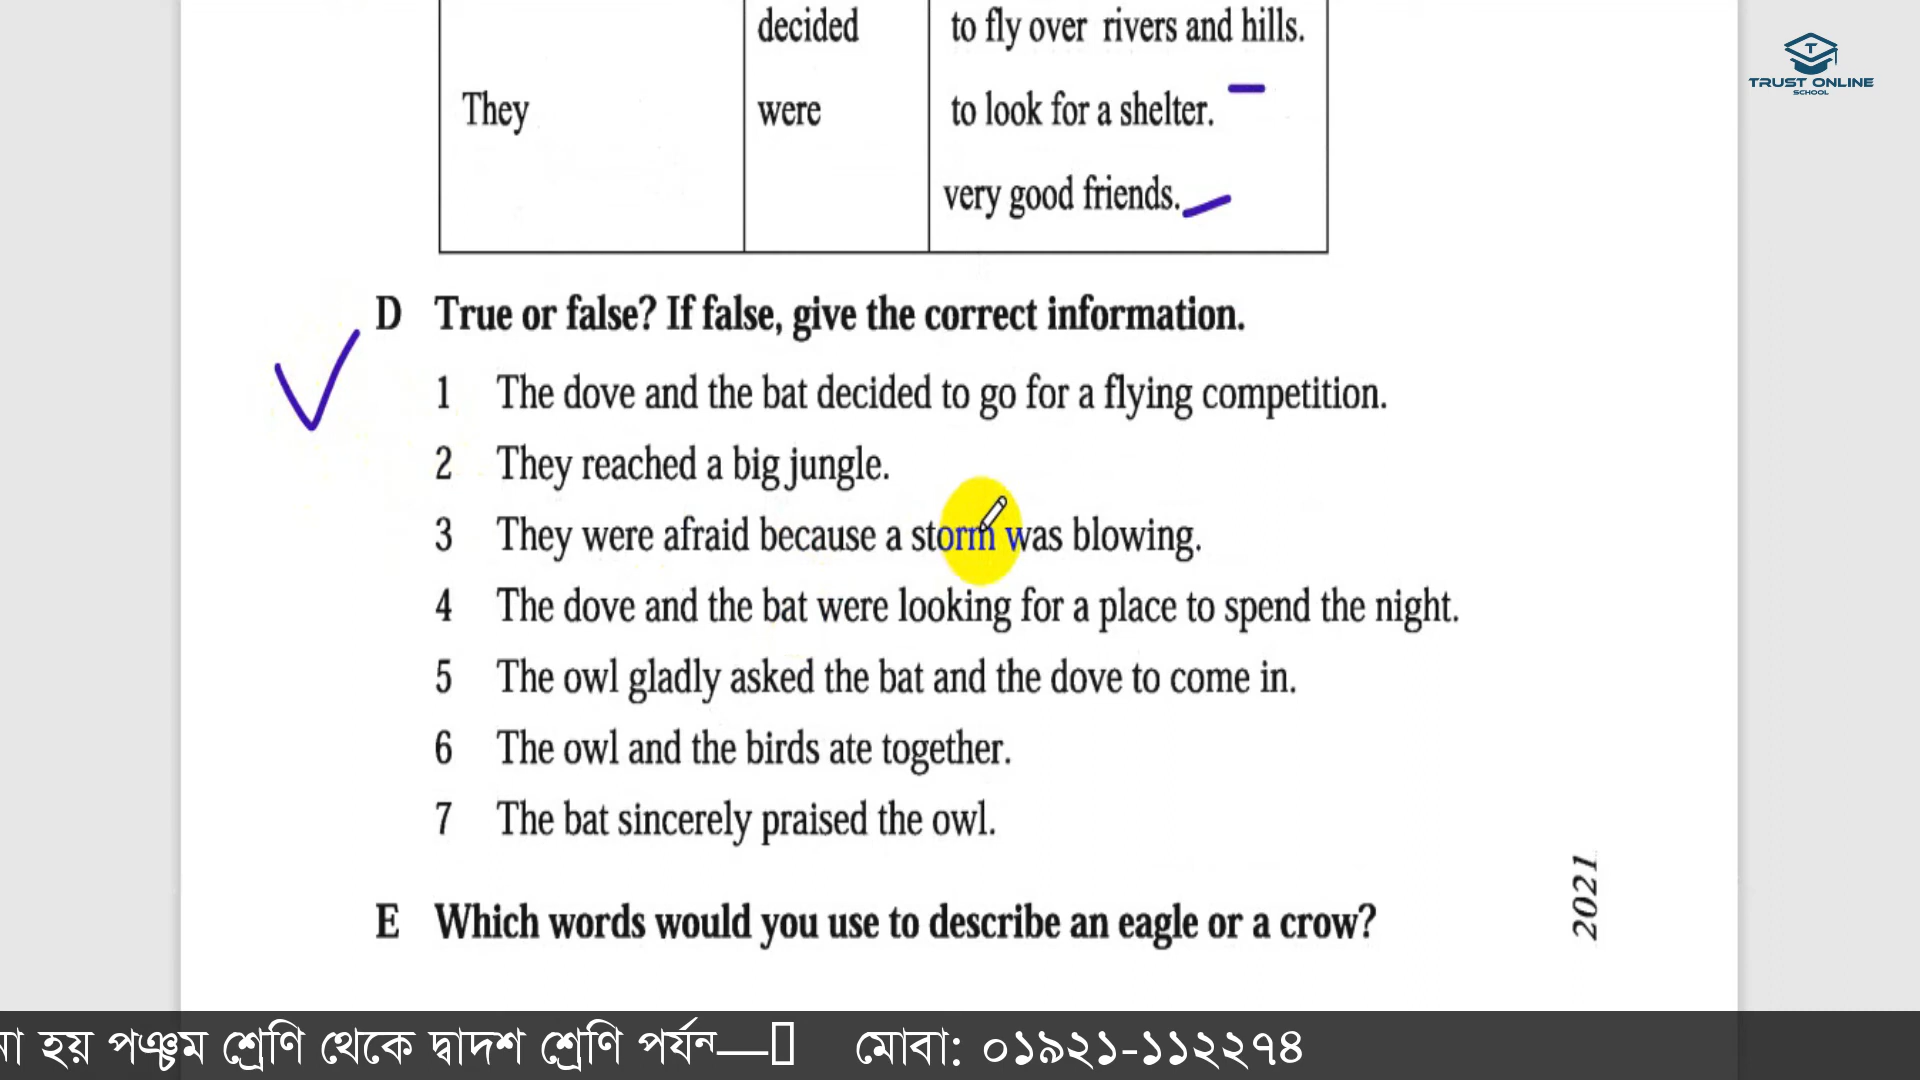 decided to fly over rivers and hills.
They were to look for a shelter.
very good friends.
T
TRUST ONLINE
SCHOOL
D True or false? If false, give the correct information.
1 The dove and the bat decided to go for a flying competition.
2 They reached a big jungle.
3 They were afraid because a storm was blowing.
4 The dove and the bat were looking for a place to spend the night.
5 The owl gladly asked the bat and the dove to come in.
6 The owl and the birds ate together.
7 The bat sincerely praised the owl.
E Which words would you use to describe an eagle or a crow?
2021
হয় পঞ্চম শ্রেণি থেকে দ্বাদশ শ্রেণি মোবা: ০১৯২১-১১২২৭৪